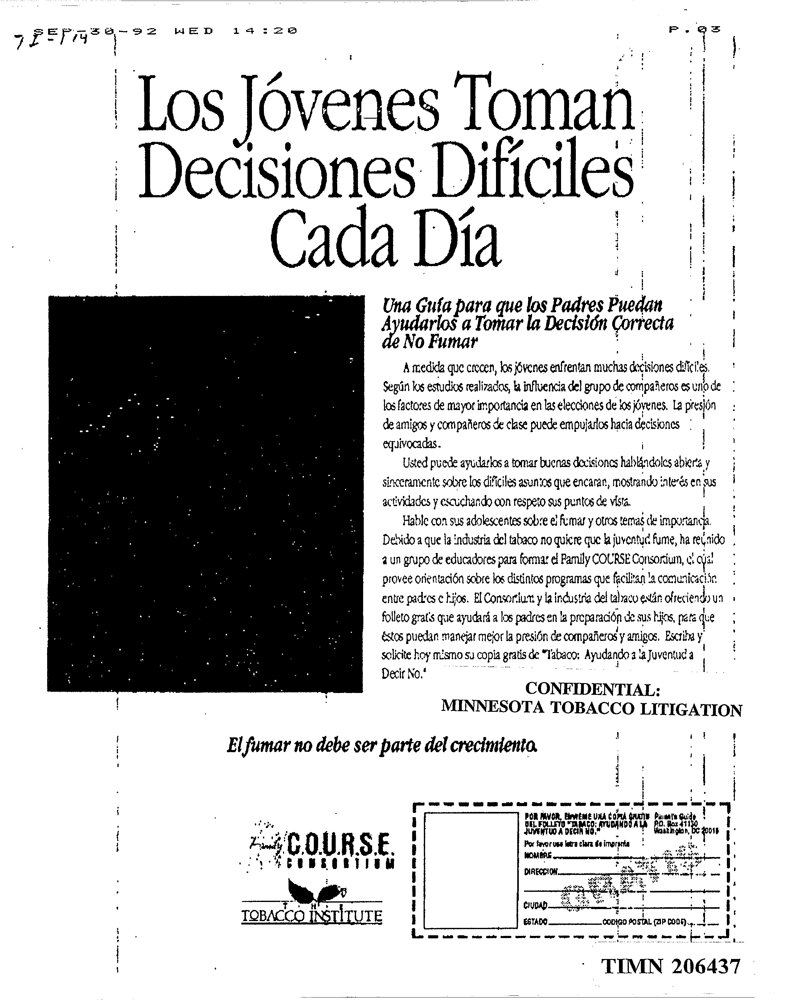 SEP-30-92 WED 14:20 P.03
Los Jóvenes Toman
Decisiones Difíciles
Cada Día
Una Guía para que los Padres Puedan
Ayudarlos a Tomar la Decisión Correcta
de No Fumar
A medida que crecen, los jóvenes enfrentan muchas decisiones difíciles.
Según los estudios realizados, la influencia del grupo de compañeros es uno de
los factores de mayor importancia en las elecciones de los jóvenes. La presión
de amigos y compañeros de clase puede empujarlos hacia decisiones
equivocadas.
Usted puede ayudarlos a tomar buenas decisiones hablándoles abierta y
sinceramente sobre los difíciles asuntos que encaran, mostrando interés en sus
actividades y escuchando con respeto sus puntos de vista.
Hable con sus adolescentes sobre el fumar y otros temas de importancia.
Debido a que la industria del tabaco no quiere que la juventud fume, ha reunido
a un grupo de educadores para formar el Family COURSE Consortium, el cual
provee orientación sobre los distintos programas que facilitan la comunicación
entre padres e hijos. El Consortium y la industria del tabaco están ofreciendo un
folleto gratis que ayudará a los padres en la preparación de sus hijos, para que
éstos puedan manejar mejor la presión de compañeros y amigos. Escriba y
solicite hoy mismo su copia gratis de "Tabaco: Ayudando a la Juventud a
Decir No."
CONFIDENTIAL:
MINNESOTA TOBACCO LITIGATION
El fumar no debe ser parte del crecimiento.
Family C.O.U.R.S.E.
CONSORTIUM
THE
TOBACCO INSTITUTE
POR FAVOR, ENVIEME UNA COPIA GRATIS
DEL FOLLETO "TABACO: AYUDANDO A LA
JUVENTUD A DECIR NO."
Parents Guide
P.O. Box 41130
Washington, DC 20018
Por favor use letra clara de imprenta
NOMBRE
DIRECCION
CIUDAD
ESTADO CODIGO POSTAL (ZIP CODE)
TIMN 206437